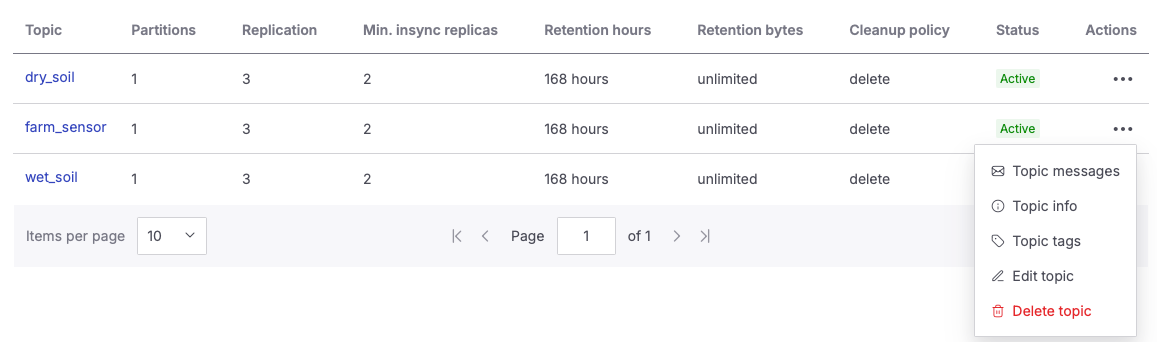 Topic Partitions Replication Min. insync replicas Retention hours Retention bytes Cleanup policy Status Actions
dry_soil 1 3 2 168 hours unlimited delete Active
farm_sensor 1 3 2 168 hours unlimited delete Active
wet_soil 1 3 2 168 hours unlimited delete
Items per page 10 Page 1 of 1
Topic messages
Topic info
Topic tags
Edit topic
Delete topic